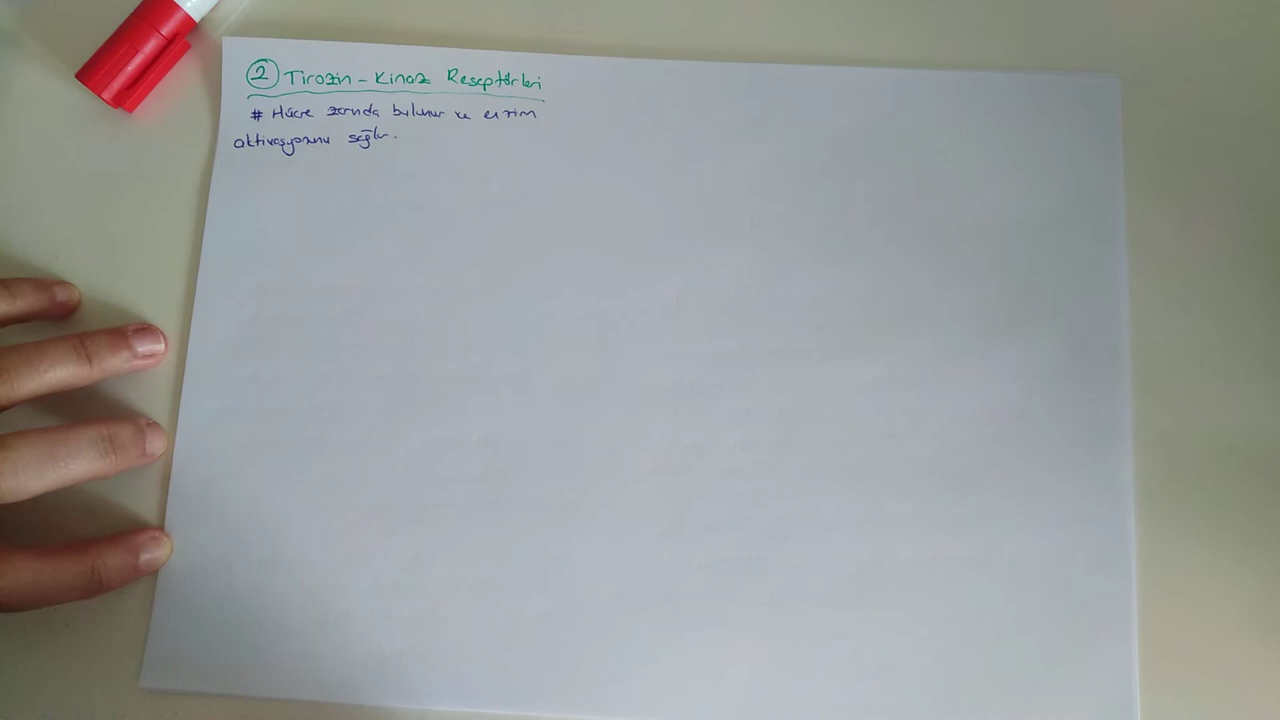 2 Tirozin - Kinaz Reseptörleri
# Hücre zarında bulunur ve enzim
aktivasyonunu sağlar.